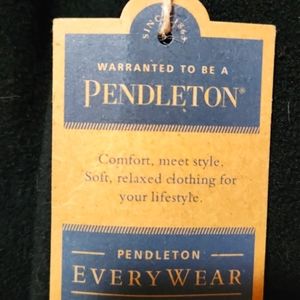 SINCE 1863
WARRANTED TO BE A
PENDLETON®
Comfort, meet style.
Soft, relaxed clothing for
your lifestyle.
PENDLETON
EVERYWEAR